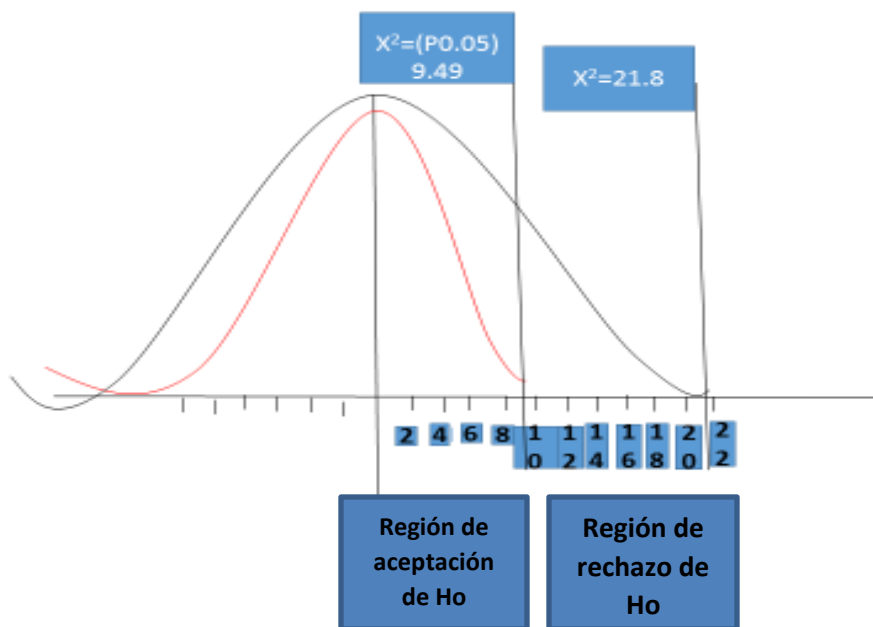 X²=(P0.05)
9.49
X²=21.8
2 4 6 8 10 12 14 16 18 20 22
Región de
aceptación
de Ho
Región de
rechazo de
Ho